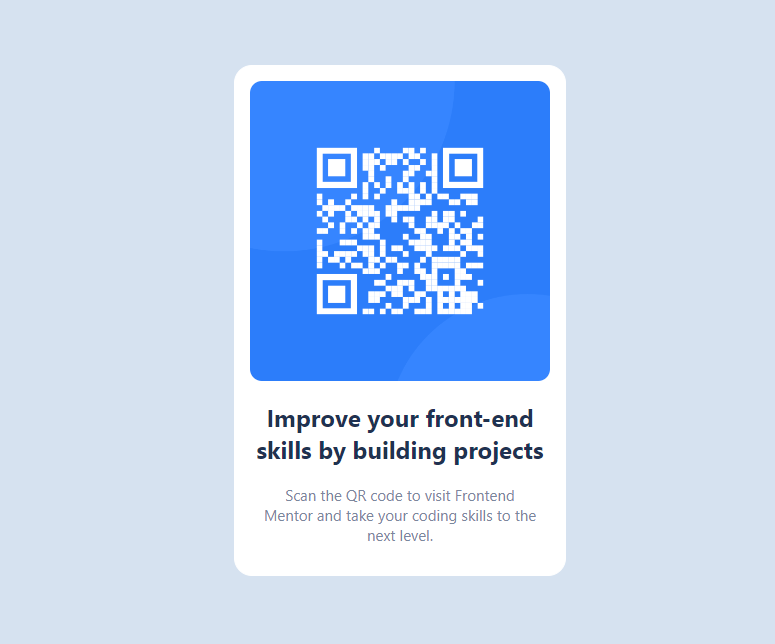 Improve your front-end
skills by building projects
Scan the QR code to visit Frontend
Mentor and take your coding skills to the
next level.